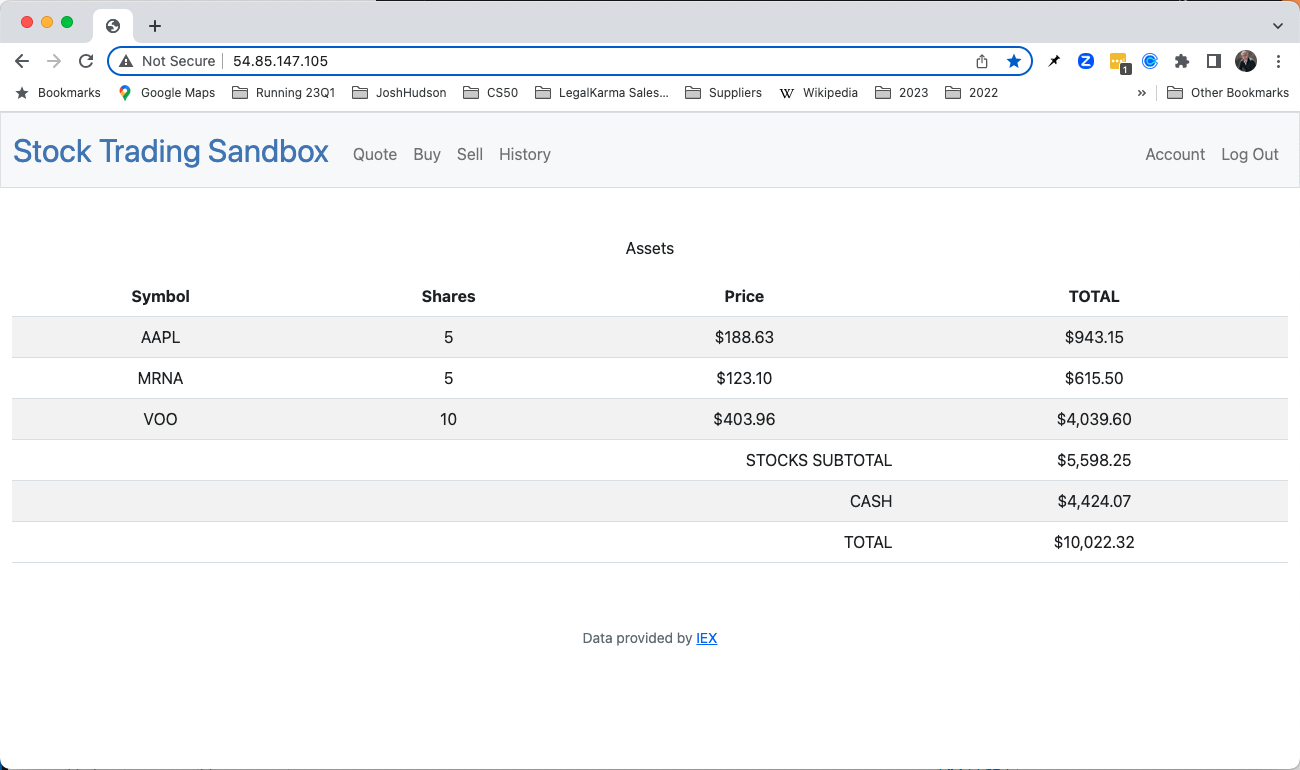 Not Secure 54.85.147.105
1
Bookmarks Google Maps Running 23Q1 JoshHudson CS50 LegalKarma Sales... Suppliers W Wikipedia 2023 2022 » Other Bookmarks
Stock Trading Sandbox Quote Buy Sell History Account Log Out
Assets
Symbol Shares Price TOTAL
AAPL 5 $188.63 $943.15
MRNA 5 $123.10 $615.50
VOO 10 $403.96 $4,039.60
STOCKS SUBTOTAL $5,598.25
CASH $4,424.07
TOTAL $10,022.32
Data provided by IEX